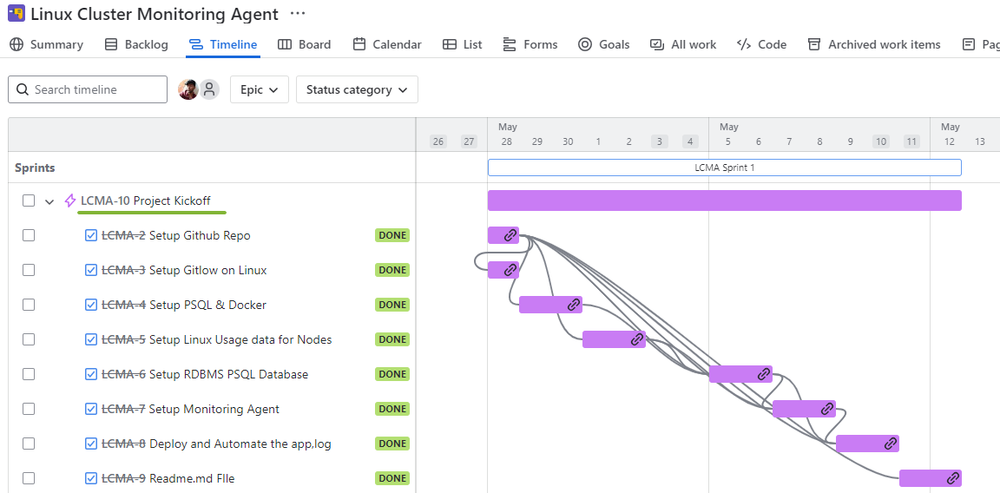 Linux Cluster Monitoring Agent ...
Summary Backlog Timeline Board Calendar List Forms Goals All work Code Archived work items
Search timeline Epic Status category
May May May
26 27 28 29 30 1 2 3 4 5 6 7 8 9 10 11 12 13
Sprints LCMA Sprint 1
LCMA-10 Project Kickoff
LCMA-2 Setup Github Repo DONE
LCMA-3 Setup Gitlow on Linux DONE
LCMA-4 Setup PSQL & Docker DONE
LCMA-5 Setup Linux Usage data for Nodes DONE
LCMA-6 Setup RDBMS PSQL Database DONE
LCMA-7 Setup Monitoring Agent DONE
LCMA-8 Deploy and Automate the app,log DONE
LCMA-9 Readme.md FIle DONE